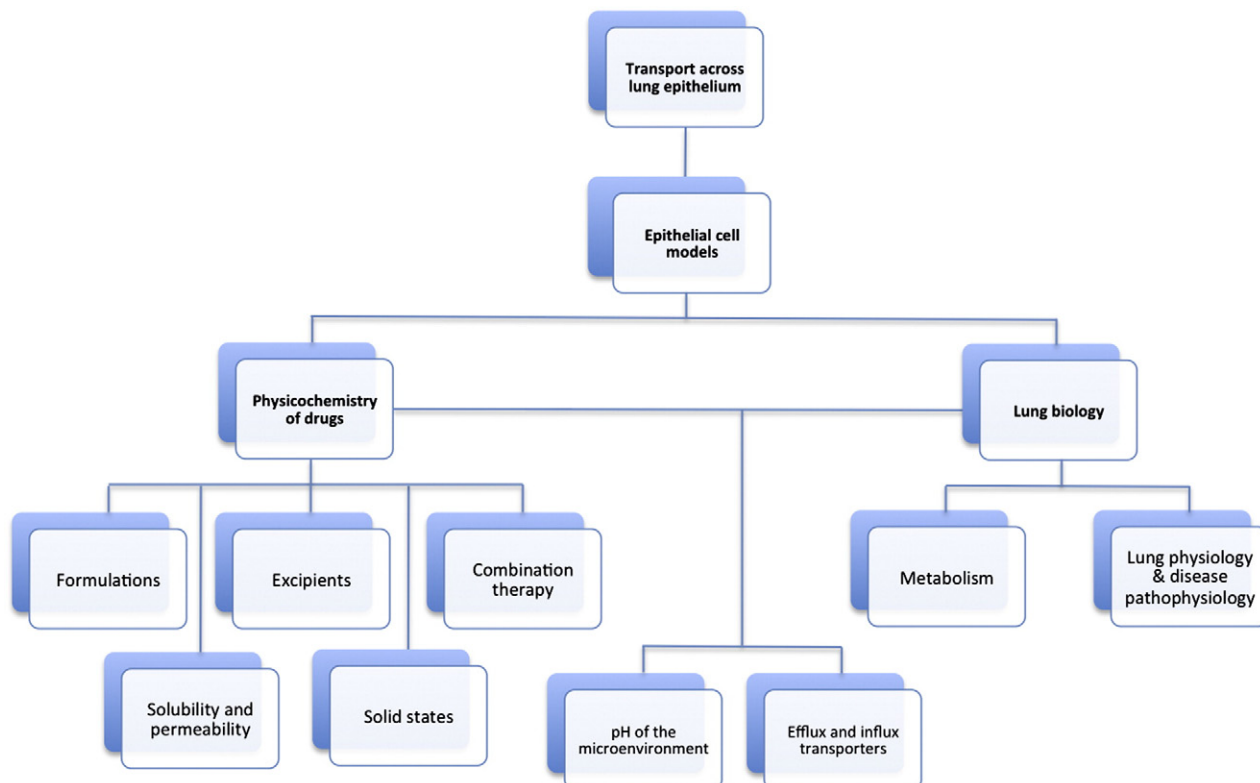 Transport across
lung epithelium
Epithelial cell
models
Physicochemistry
of drugs
Lung biology
Formulations
Excipients
Combination
therapy
Metabolism
Lung physiology
& disease
pathophysiology
Solubility and
permeability
Solid states
pH of the
microenvironment
Efflux and influx
transporters